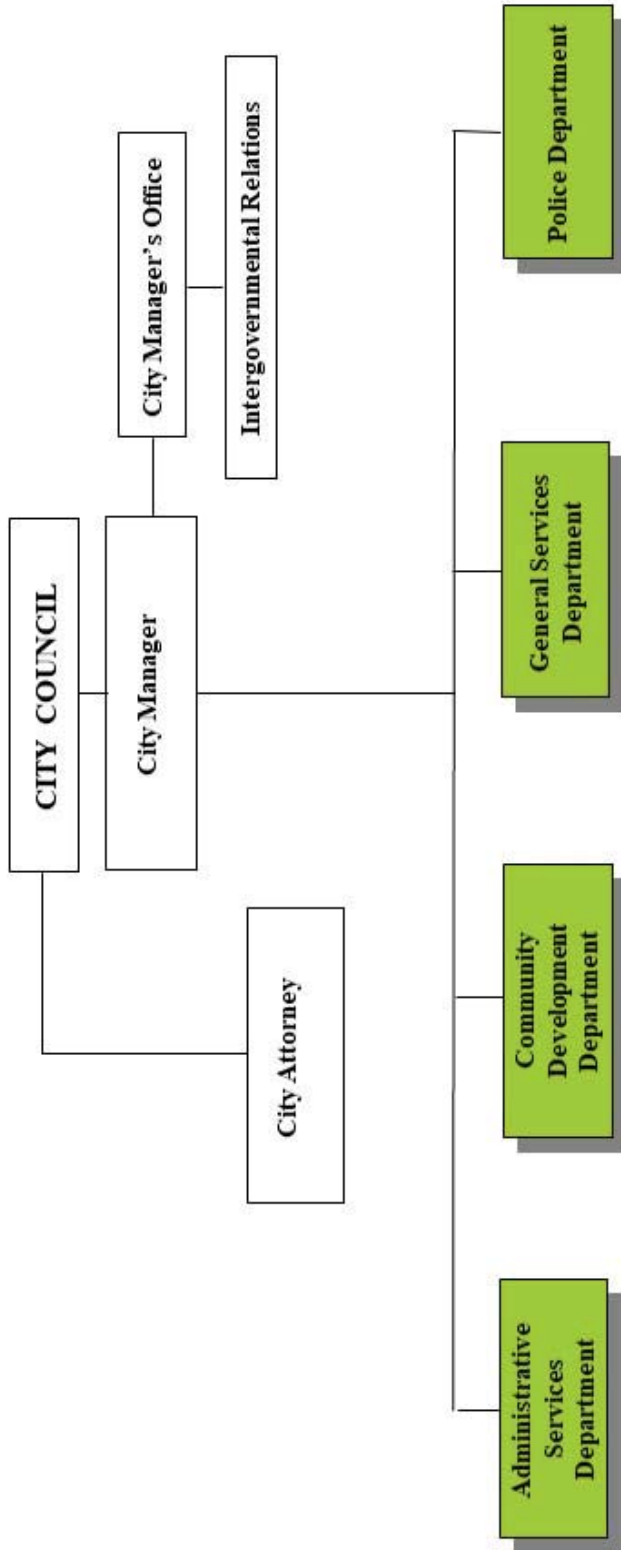 CITY COUNCIL
City Manager
City Manager's Office
Intergovernmental Relations
City Attorney
Administrative
Services
Department
Community
Development
Department
General Services
Department
Police Department